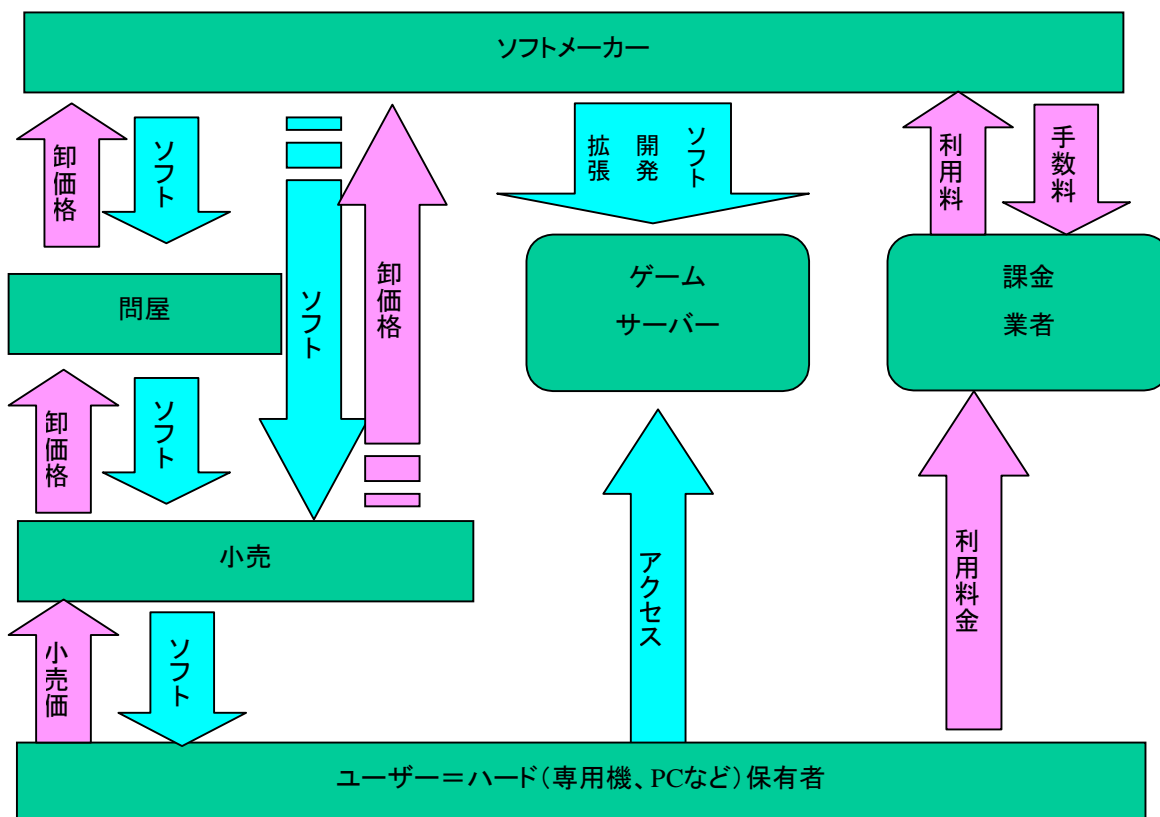 ソフトメーカー
卸価格
ソフト
ソフト
卸価格
ソフト
開発
拡張
利用料
手数料
問屋
ゲーム
サーバー
課金
業者
卸価格
ソフト
小売
アクセス
利用料金
小売価
ソフト
ユーザー＝ハード（専用機、PCなど）保有者